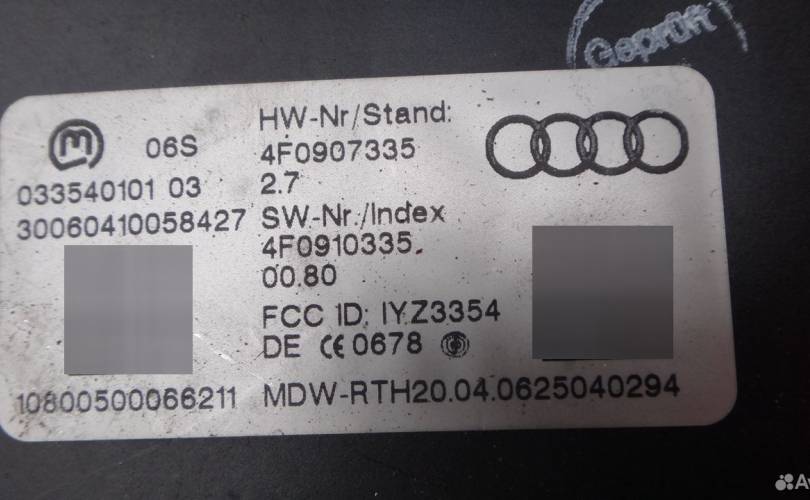 Geprüft
M 06S
033540101 03
30060410058427
10800500066211
HW-Nr/Stand:
4F0907335
2.7
SW-Nr./Index
4F0910335.
00.80
FCC ID: IYZ3354
DE CE 0678
MDW-RTH20.04.0625040294